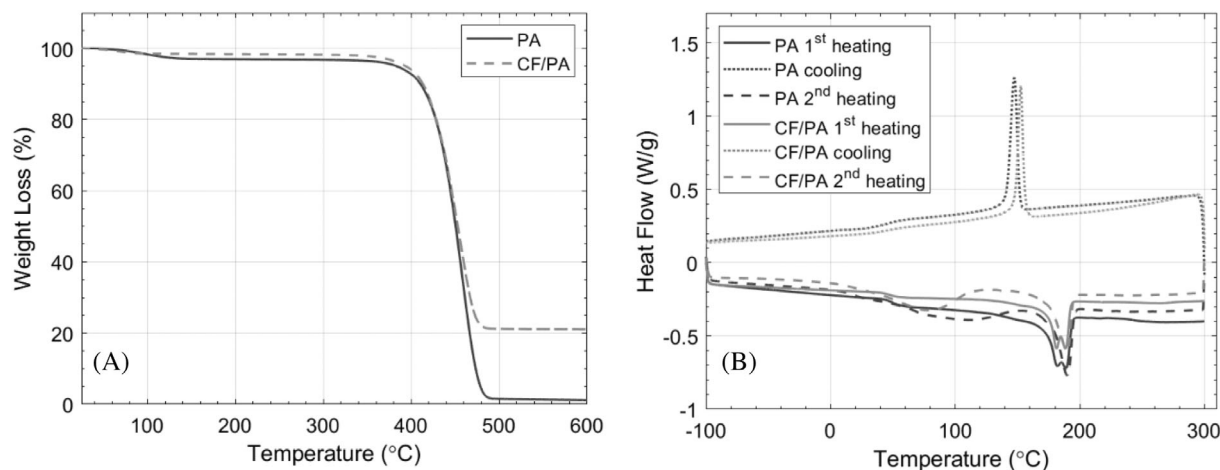 100
80
60
40
20
0
Weight Loss (%)
100
200
300
400
500
600
Temperature (°C)
PA
CF/PA
(A)
1.5
1
0.5
0
-0.5
-1
Heat Flow (W/g)
-100
0
100
200
300
Temperature (°C)
PA 1st heating
PA cooling
PA 2nd heating
CF/PA 1st heating
CF/PA cooling
CF/PA 2nd heating
(B)